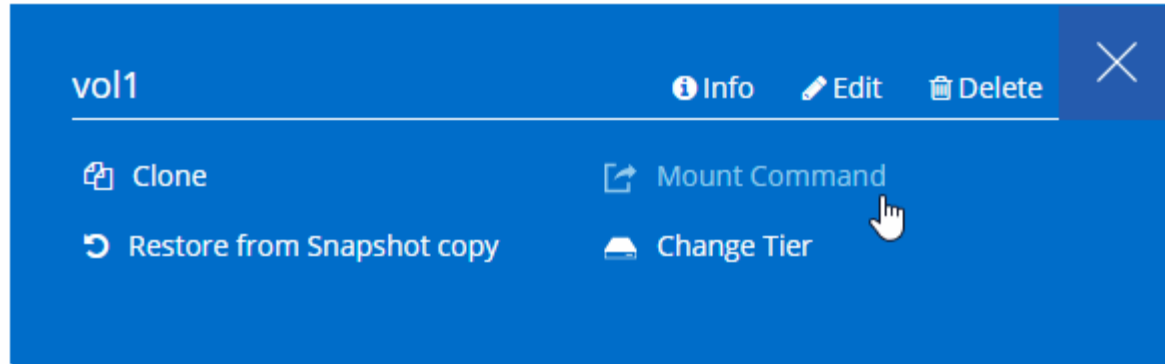 vol1 Info Edit Delete
Clone Mount Command
Restore from Snapshot copy Change Tier